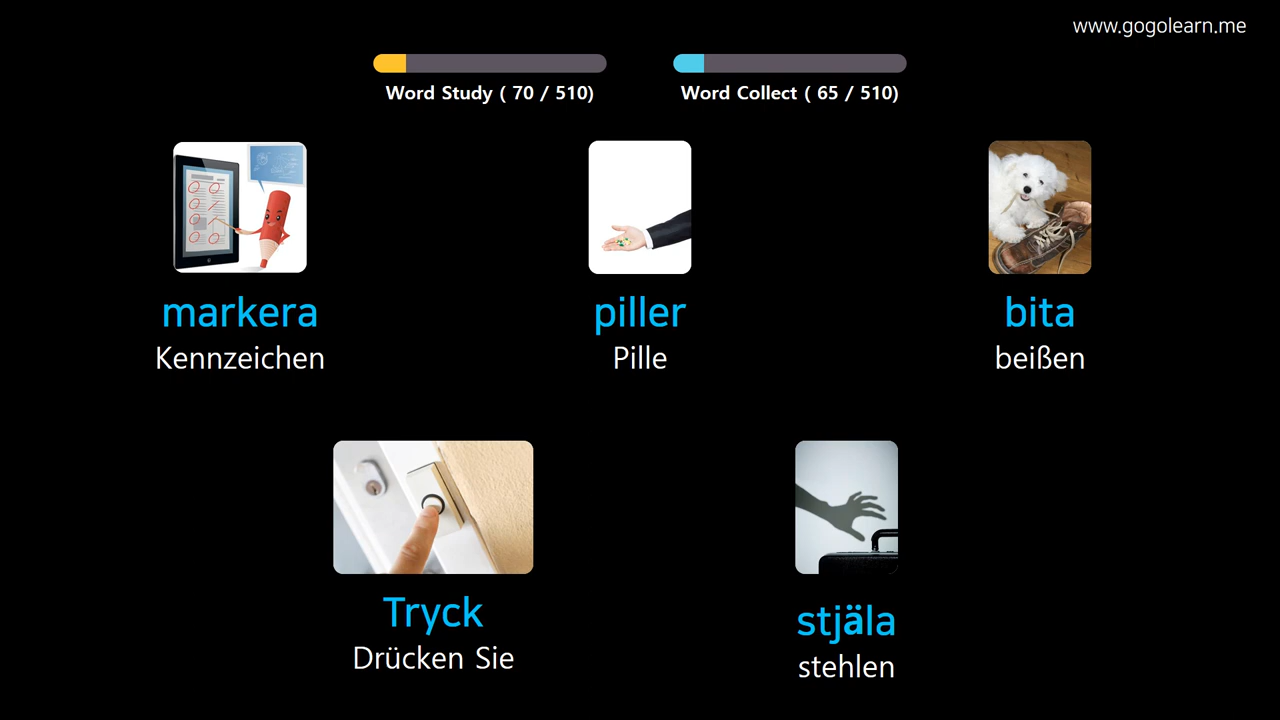 www.gogolearn.me
Word Study ( 70 / 510)
Word Collect ( 65 / 510)
markera
Kennzeichen
piller
Pille
bita
beißen
Tryck
Drücken Sie
stjäla
stehlen